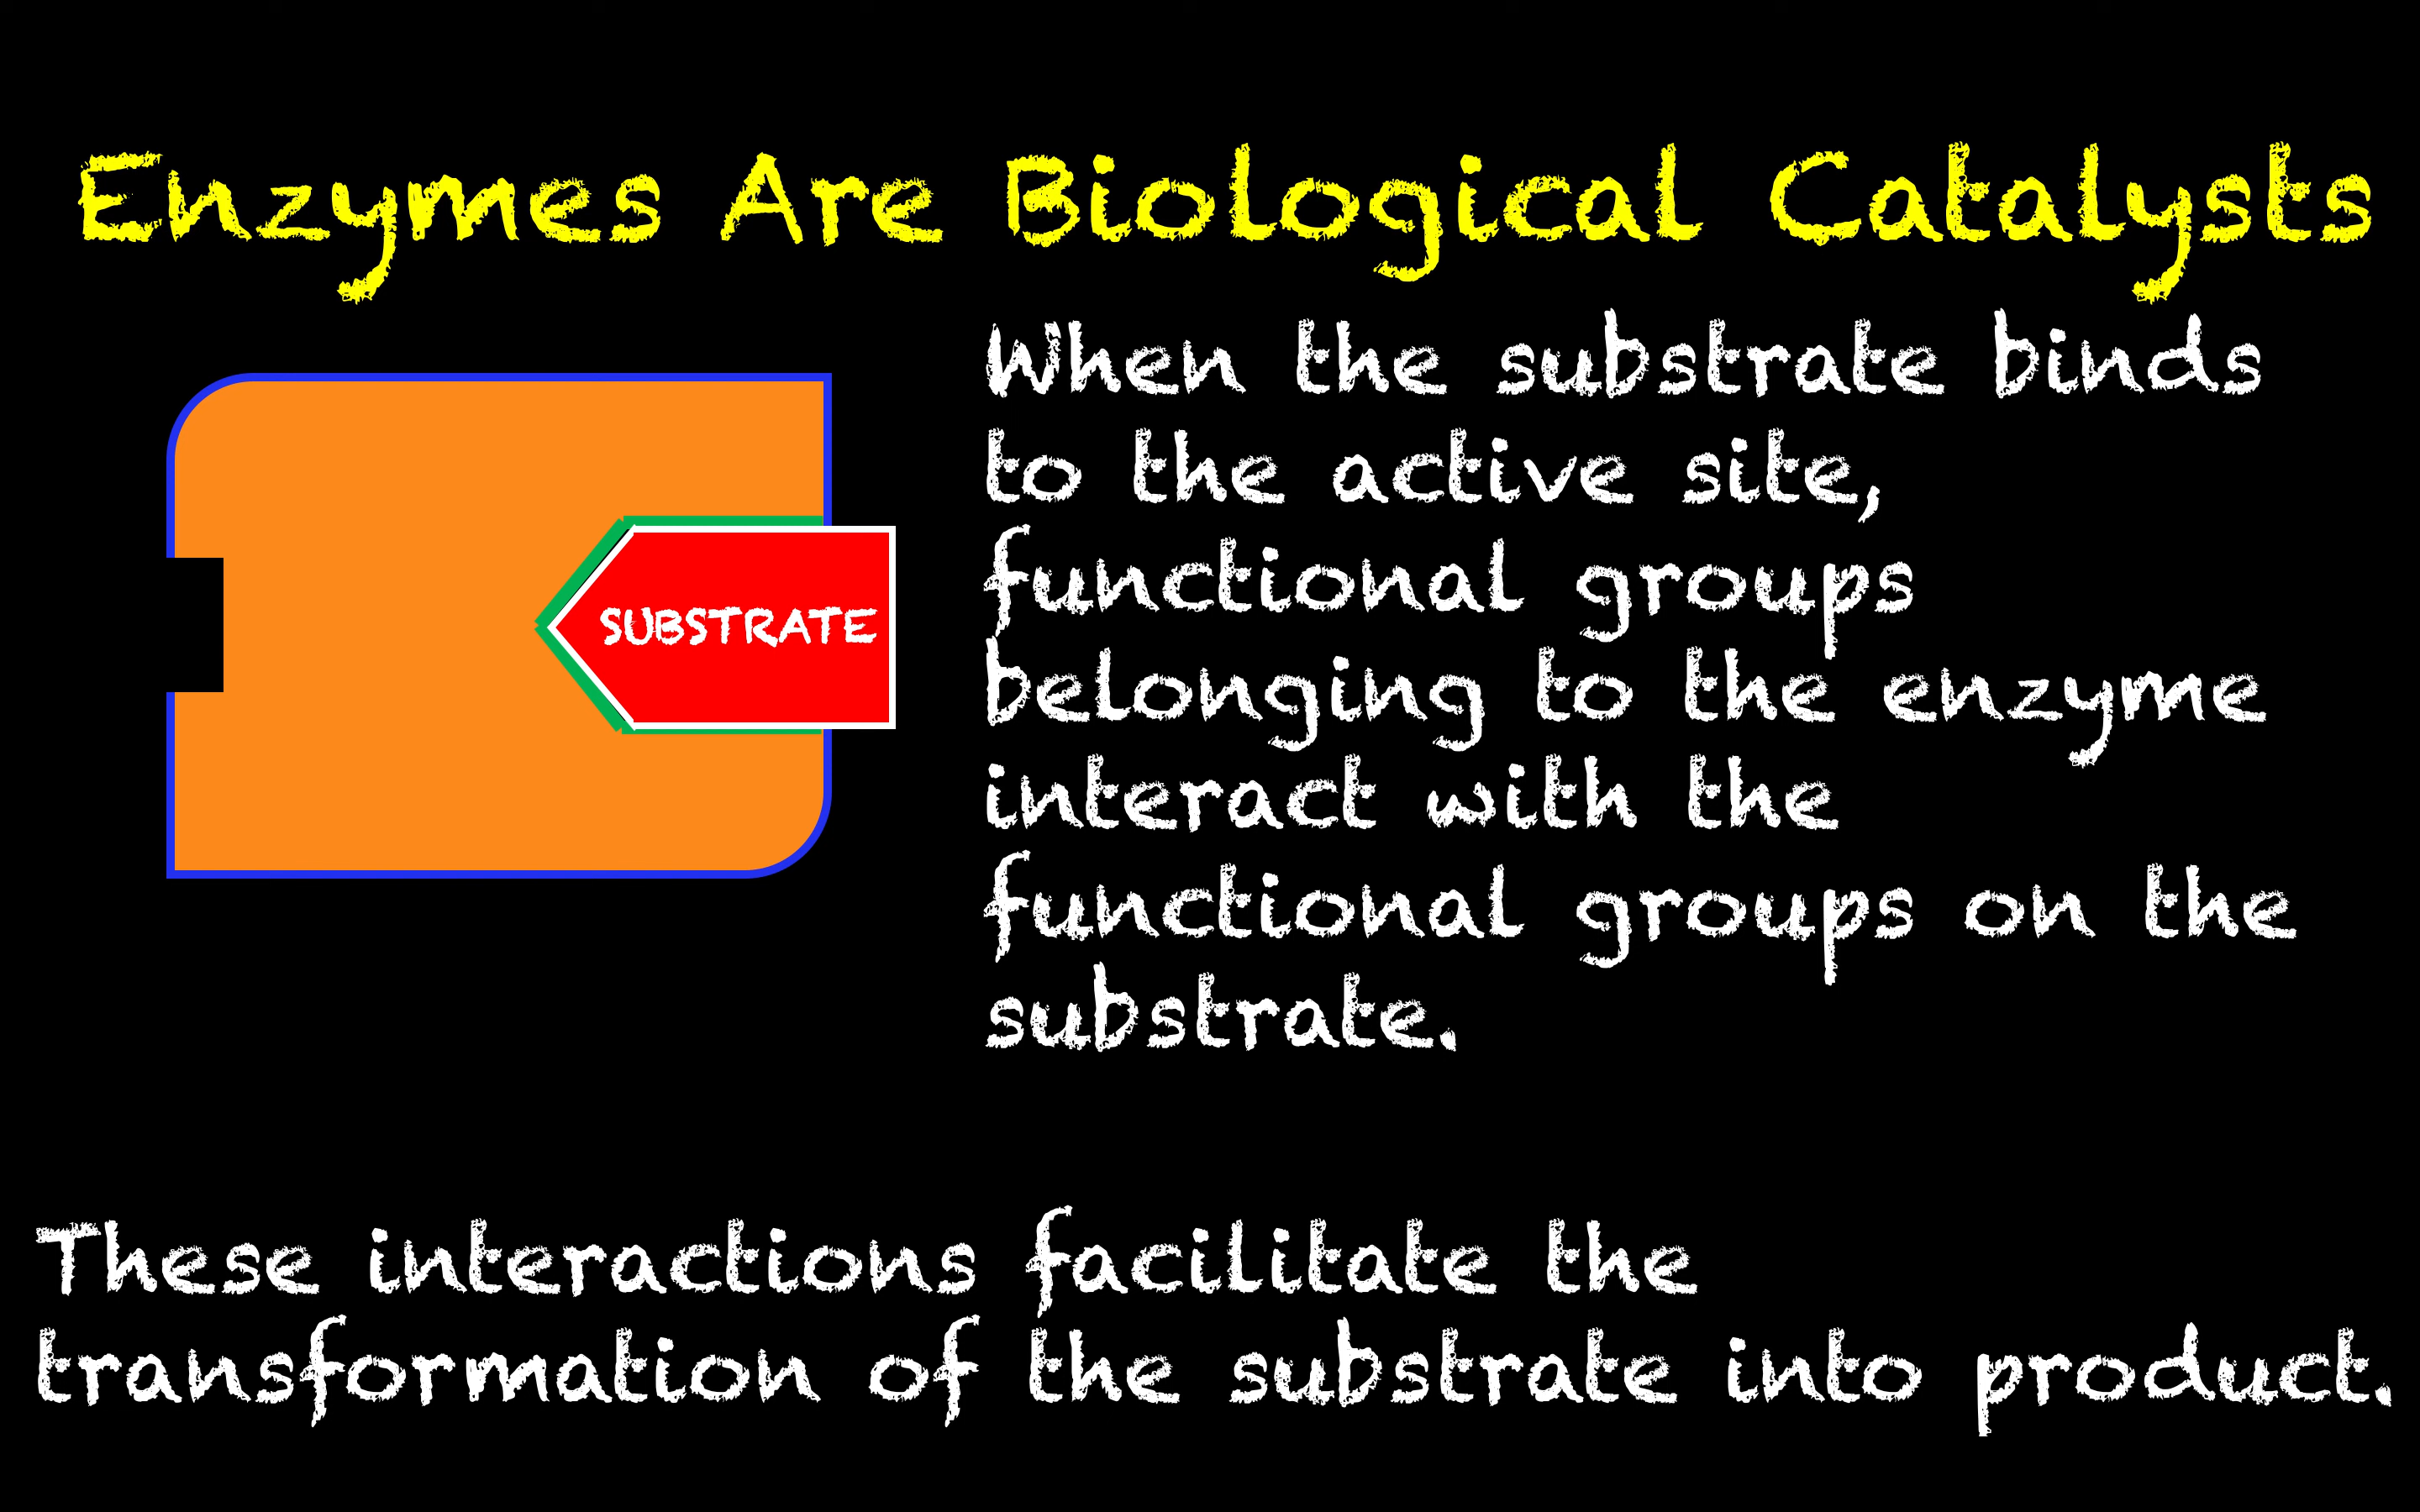 Enzymes Are Biological Catalysts
When the substrate binds
to the active site,
functional groups
belonging to the enzyme
interact with the
functional groups on the
substrate.
SUBSTRATE
These interactions facilitate the
transformation of the substrate into product.